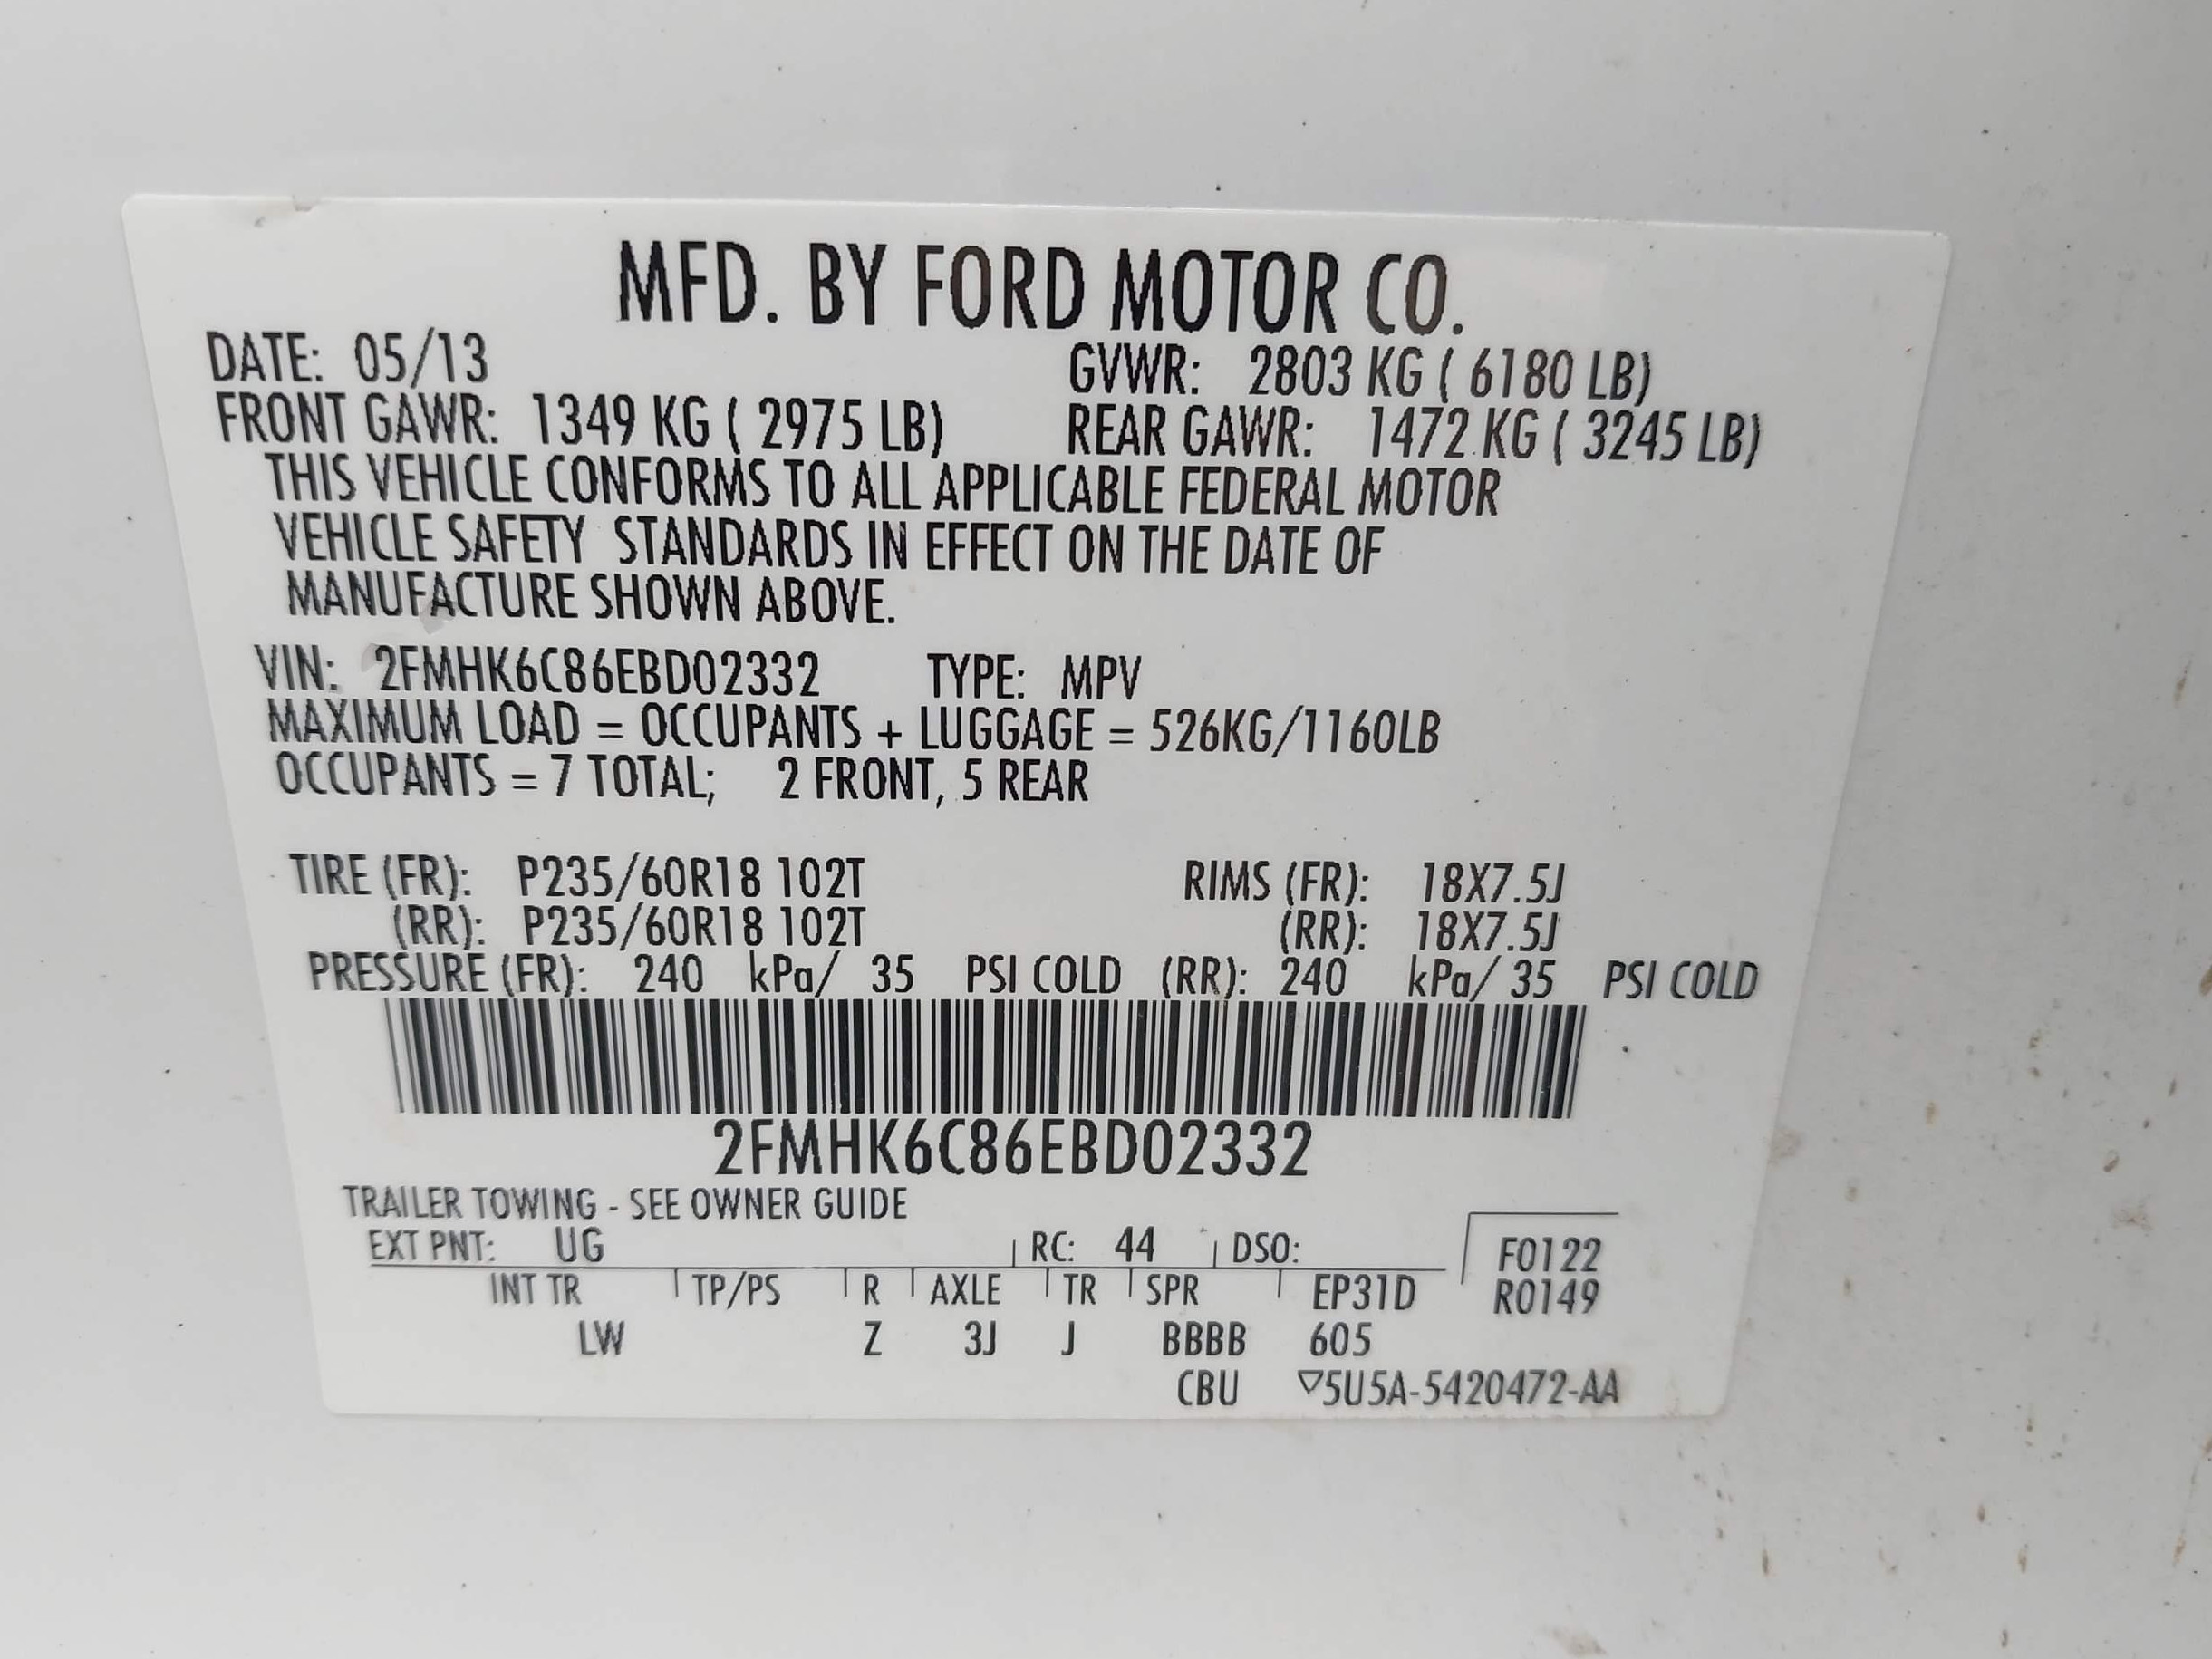 MFD. BY FORD MOTOR CO.
DATE: 05/13 GVWR: 2803 KG ( 6180 LB)
FRONT GAWR: 1349 KG ( 2975 LB) REAR GAWR: 1472 KG ( 3245 LB)
THIS VEHICLE CONFORMS TO ALL APPLICABLE FEDERAL MOTOR
VEHICLE SAFETY STANDARDS IN EFFECT ON THE DATE OF
MANUFACTURE SHOWN ABOVE.
VIN: 2FMHK6C86EBD02332 TYPE: MPV
MAXIMUM LOAD = OCCUPANTS + LUGGAGE = 526KG/1160LB
OCCUPANTS = 7 TOTAL; 2 FRONT, 5 REAR
TIRE (FR): P235/60R18 102T RIMS (FR): 18X7.5J
(RR): P235/60R18 102T (RR): 18X7.5J
PRESSURE (FR): 240 kPa/ 35 PSI COLD (RR): 240 kPa/ 35 PSI COLD
2FMHK6C86EBD02332
TRAILER TOWING - SEE OWNER GUIDE
EXT PNT: UG RC: 44 DSO: F0122
INT TR TP/PS R AXLE TR SPR EP31D R0149
LW Z 3J J BBBB 605
CBU ▽5U5A-5420472-AA